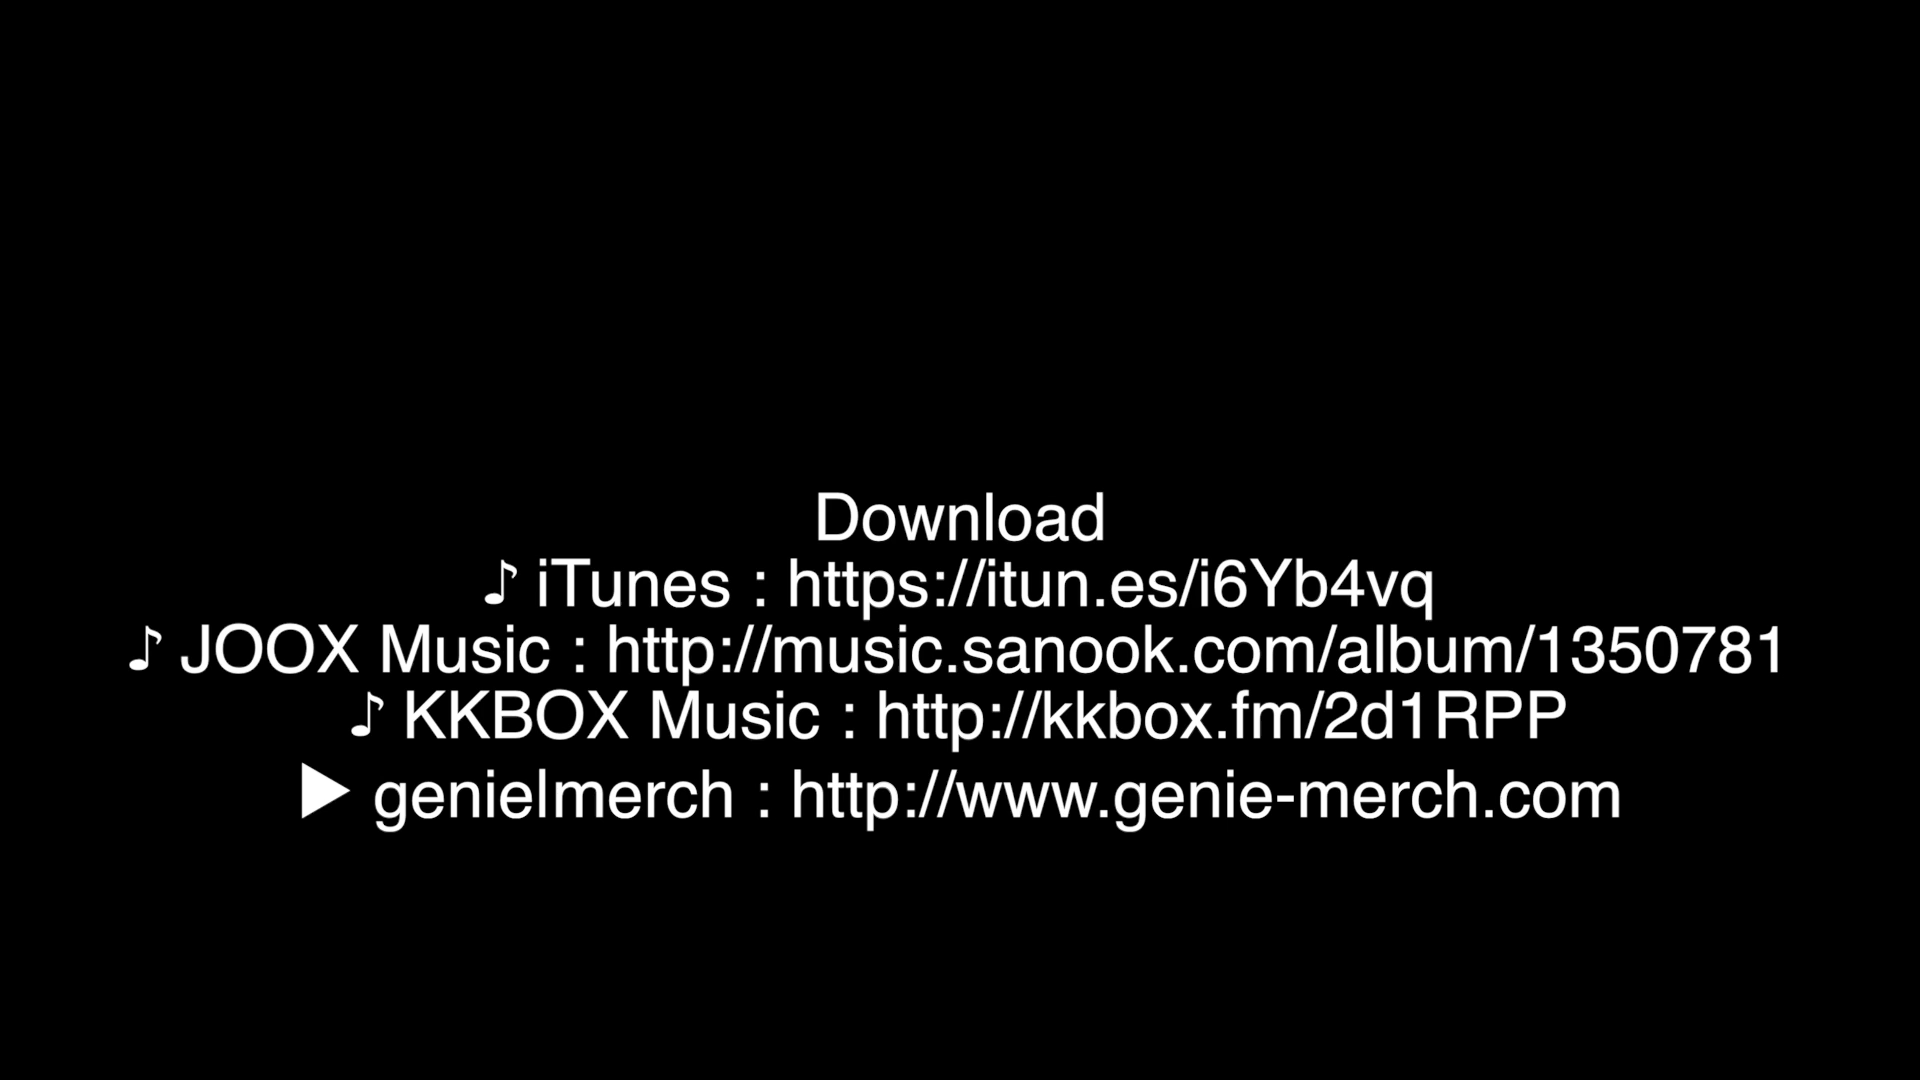 Download
♪ iTunes : https://itun.es/i6Yb4vq
♪ JOOX Music : http://music.sanook.com/album/1350781
♪ KKBOX Music : http://kkbox.fm/2d1RPP
▶ genielmerch : http://www.genie-merch.com